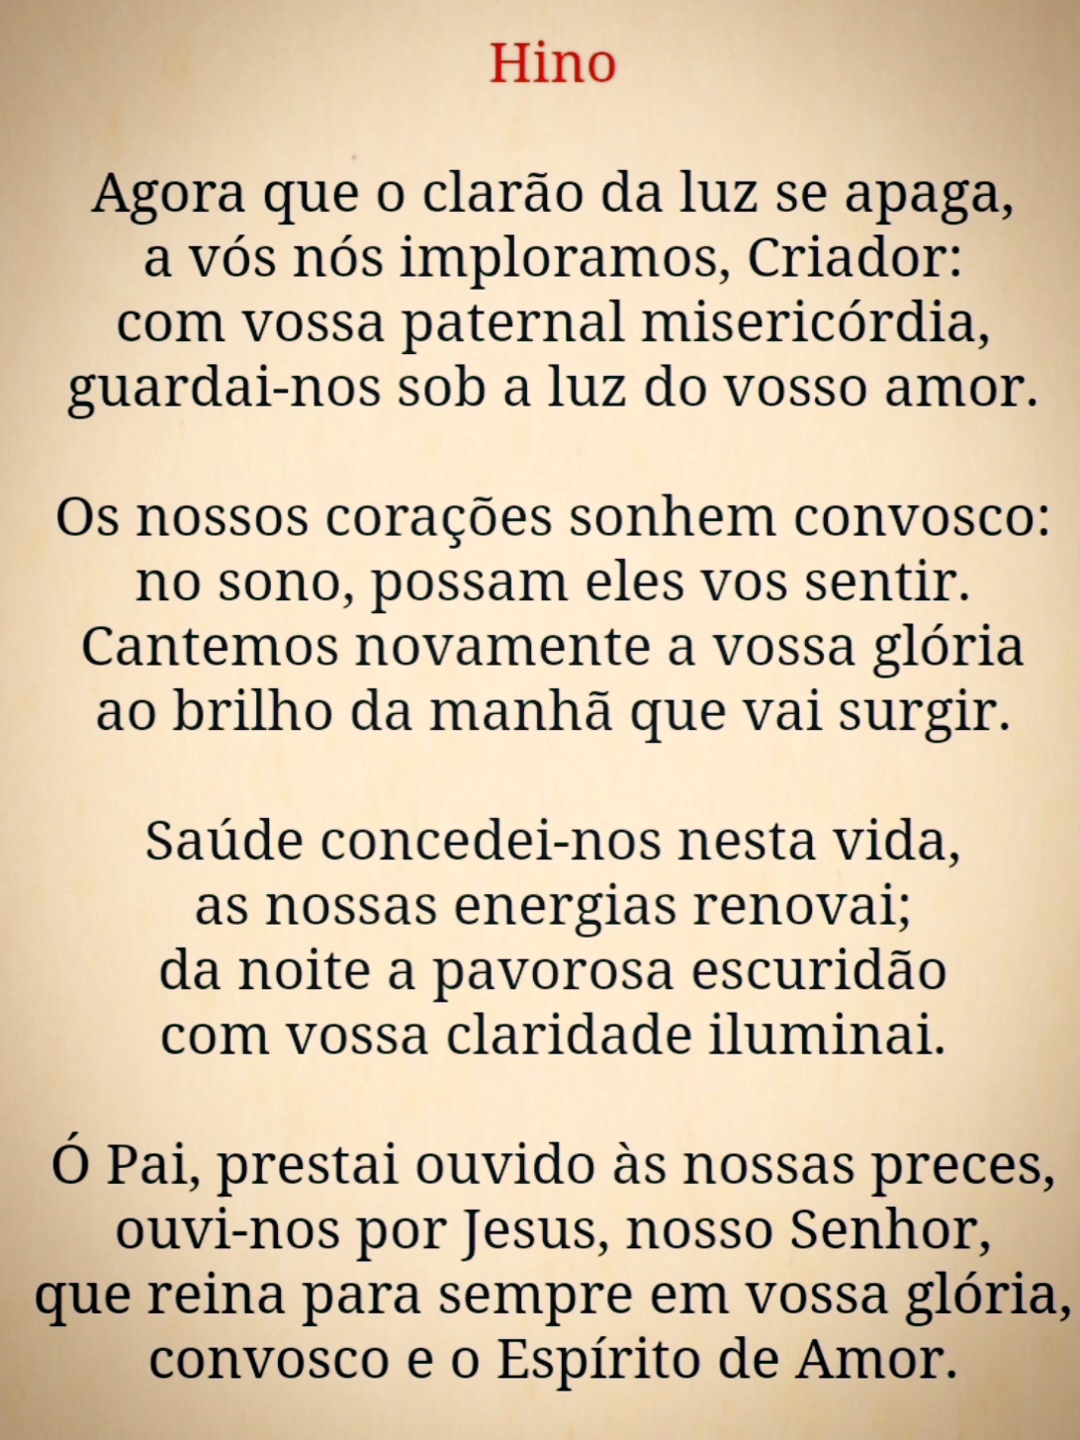 Hino
Agora que o clarão da luz se apaga,
a vós nós imploramos, Criador:
com vossa paternal misericórdia,
guardai-nos sob a luz do vosso amor.
Os nossos corações sonhem convosco:
no sono, possam eles vos sentir.
Cantemos novamente a vossa glória
ao brilho da manhã que vai surgir.
Saúde concedei-nos nesta vida,
as nossas energias renovai;
da noite a pavorosa escuridão
com vossa claridade iluminai.
Ó Pai, prestai ouvido às nossas preces,
ouvi-nos por Jesus, nosso Senhor,
que reina para sempre em vossa glória,
convosco e o Espírito de Amor.